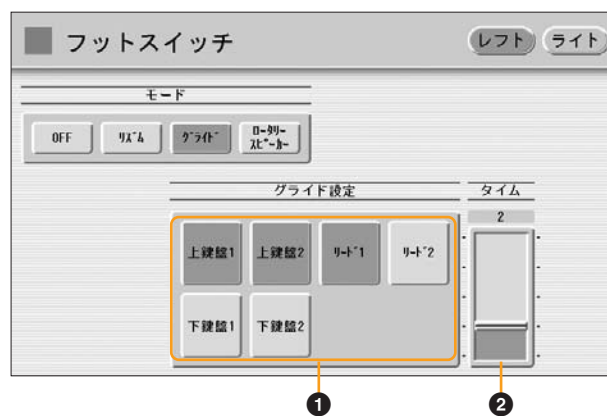 フットスイッチ
レフト ライト
モード
OFF リズム グライド ロータリースピーカー
グライド設定 タイム
2
上鍵盤1 上鍵盤2 リード1 リード2
下鍵盤1 下鍵盤2
1 2